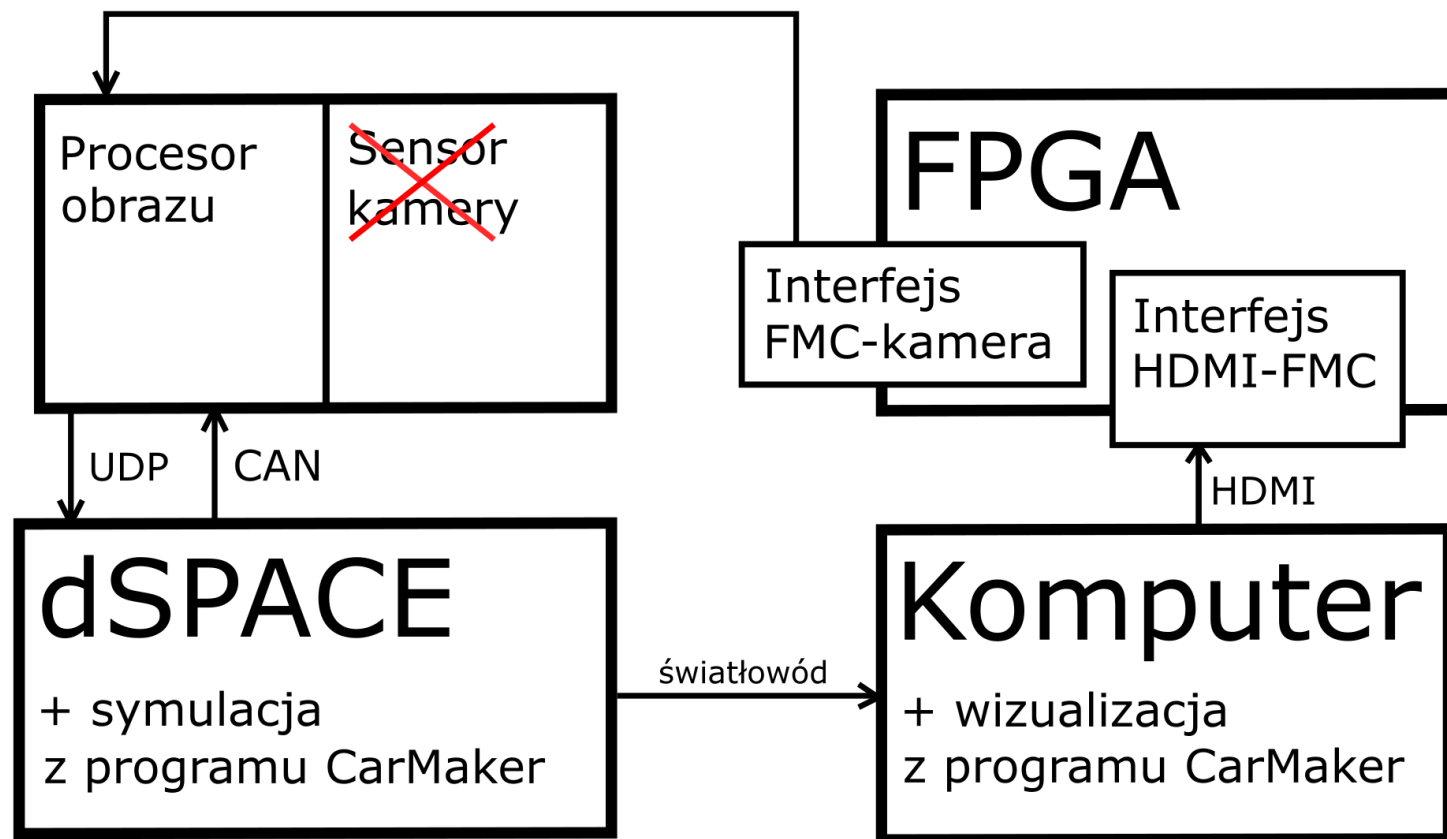 Procesor
obrazu
Sensor
kamery
FPGA
Interfejs
FMC-kamera
Interfejs
HDMI-FMC
UDP
CAN
HDMI
dSPACE
+ symulacja
z programu CarMaker
światłowód
Komputer
+ wizualizacja
z programu CarMaker